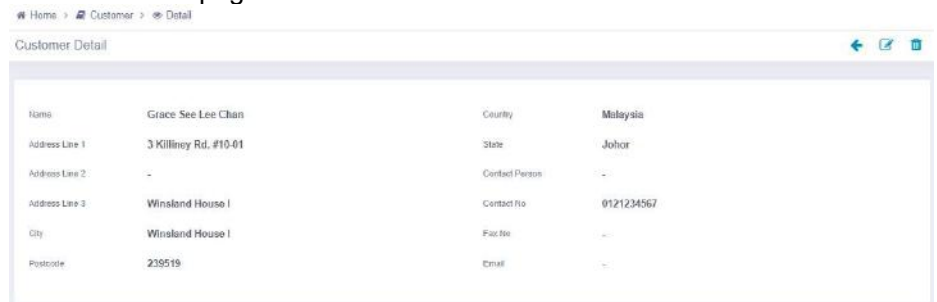 Home > Customer > Detail
Customer Detail
Name Grace See Lee Chan Country Malaysia
Address Line 1 3 Killiney Rd, #10-01 State Johor
Address Line 2 - Contact Person -
Address Line 3 Winsland House I Contact No 0121234567
City Winsland House I Fax No -
Postcode 239519 Email -